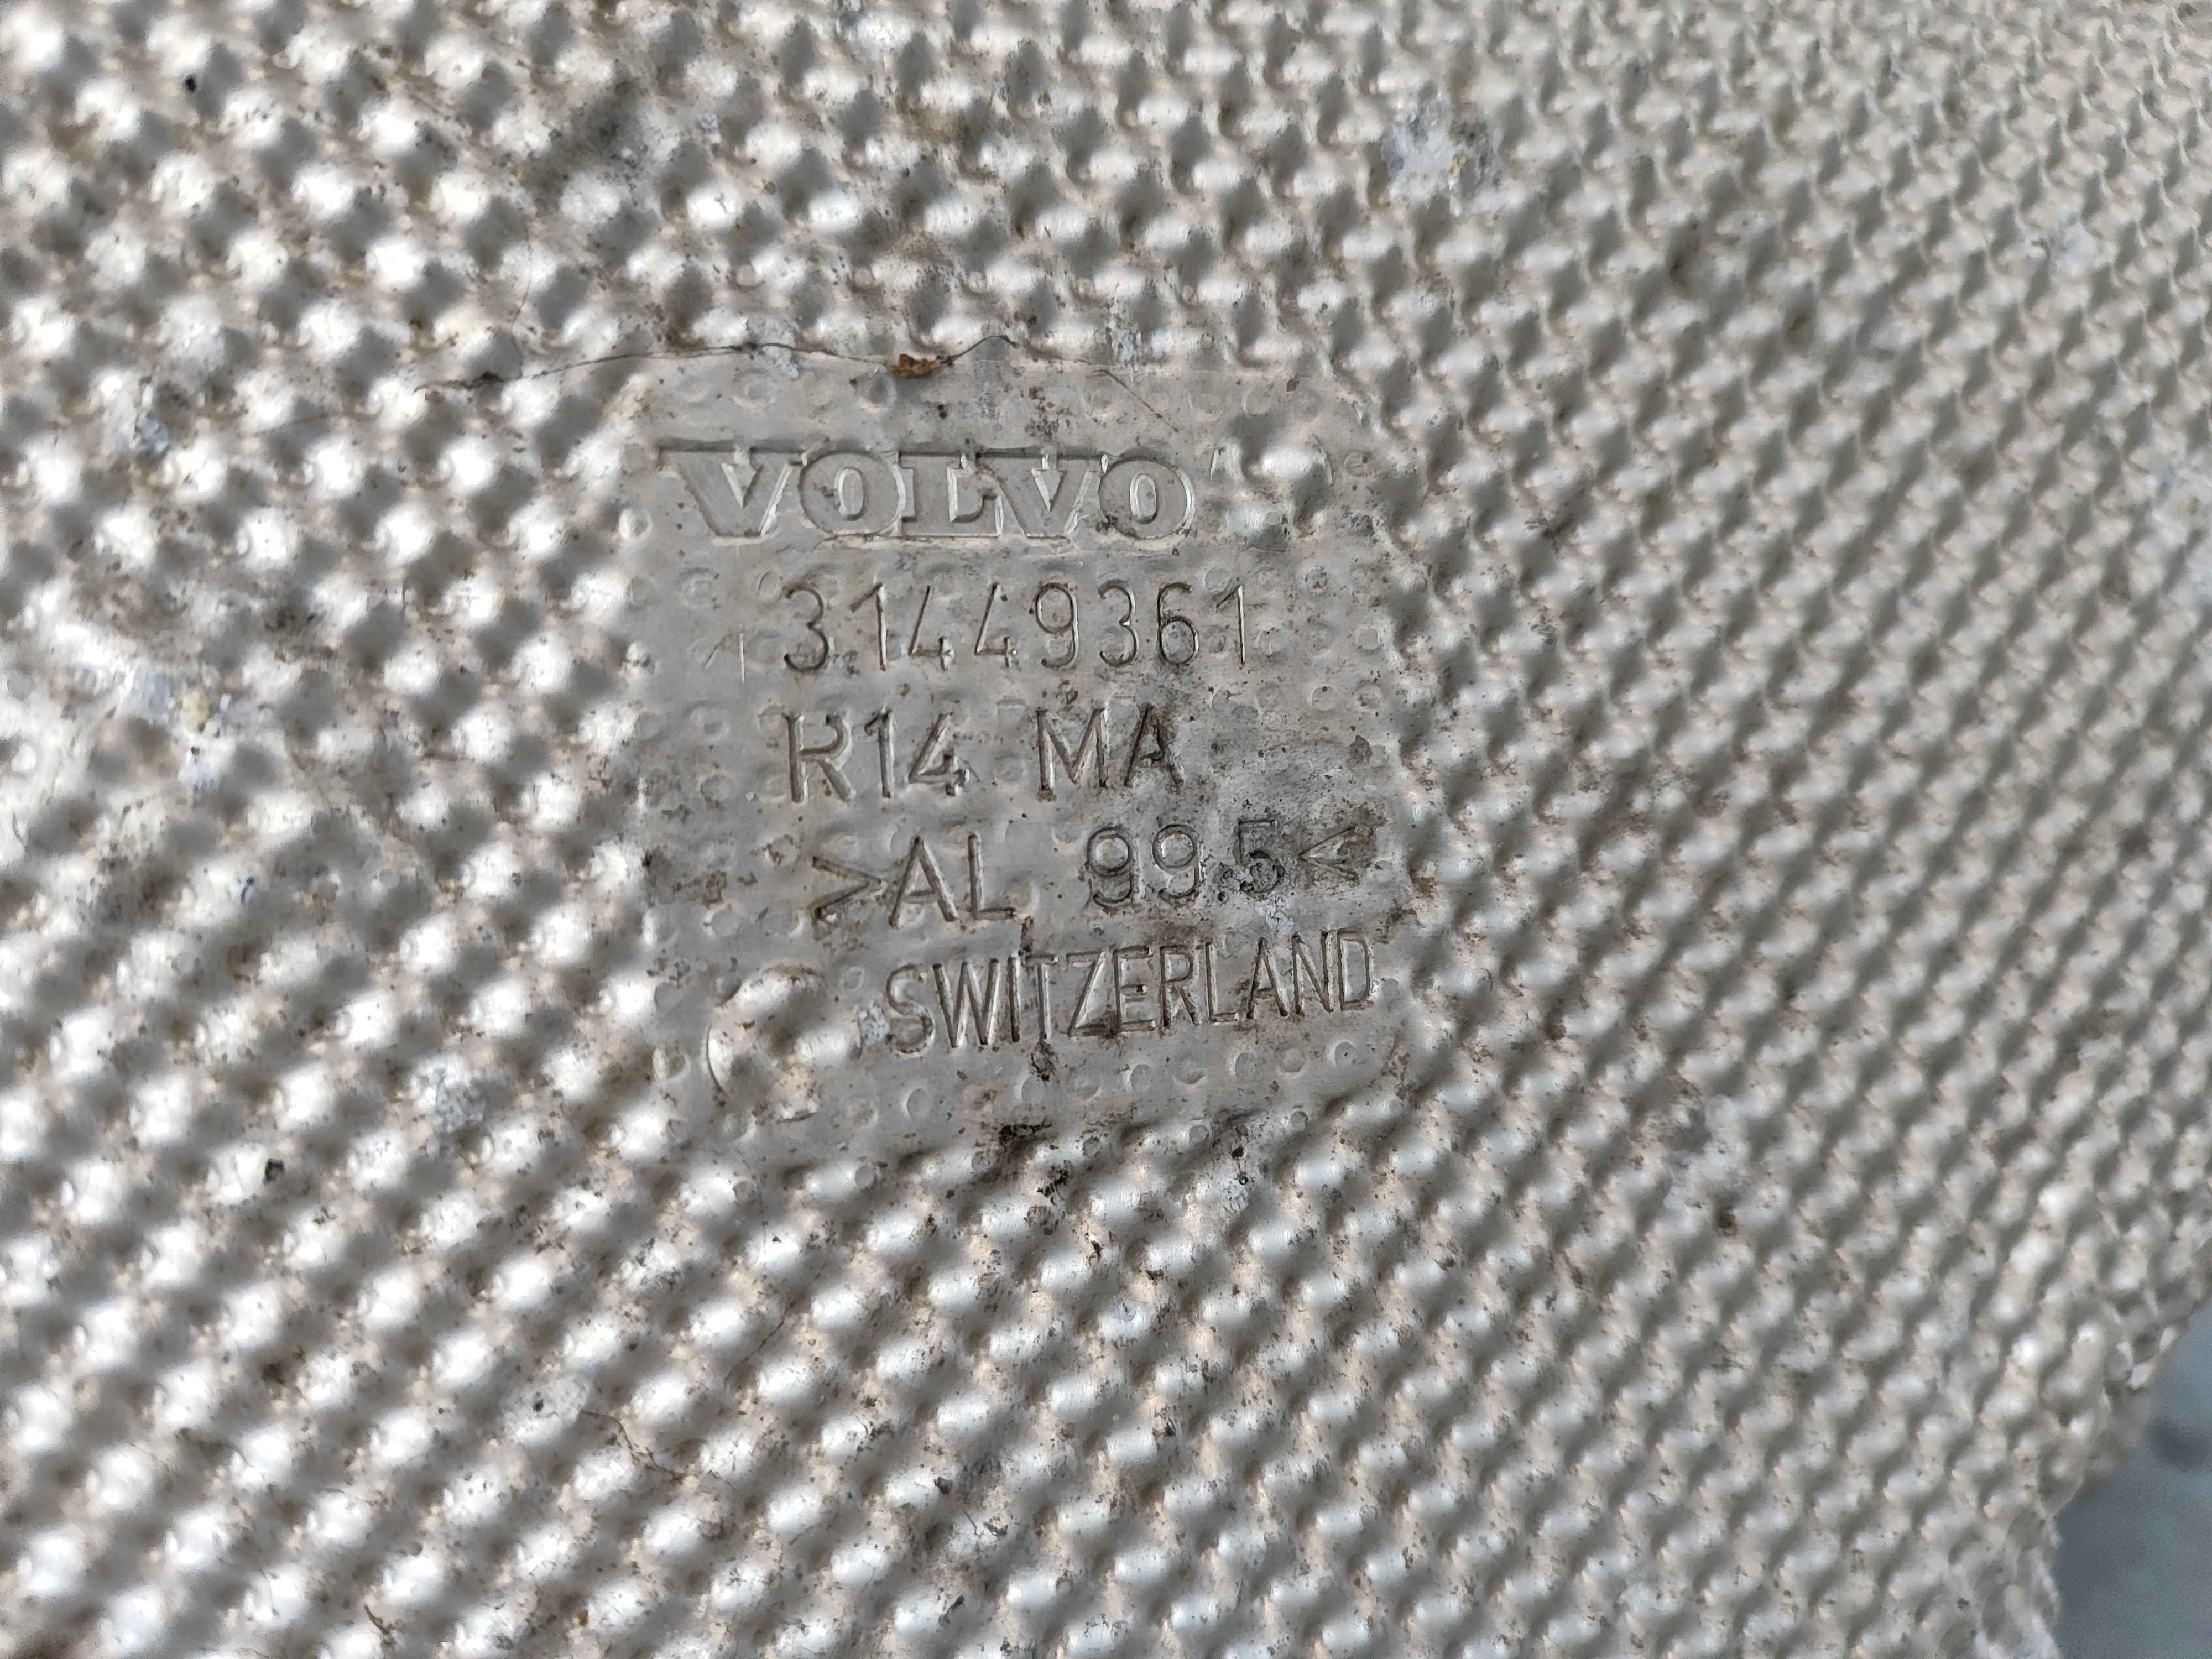 VOLVO
31449361
R14 MA
>AL 99.5<
SWITZERLAND